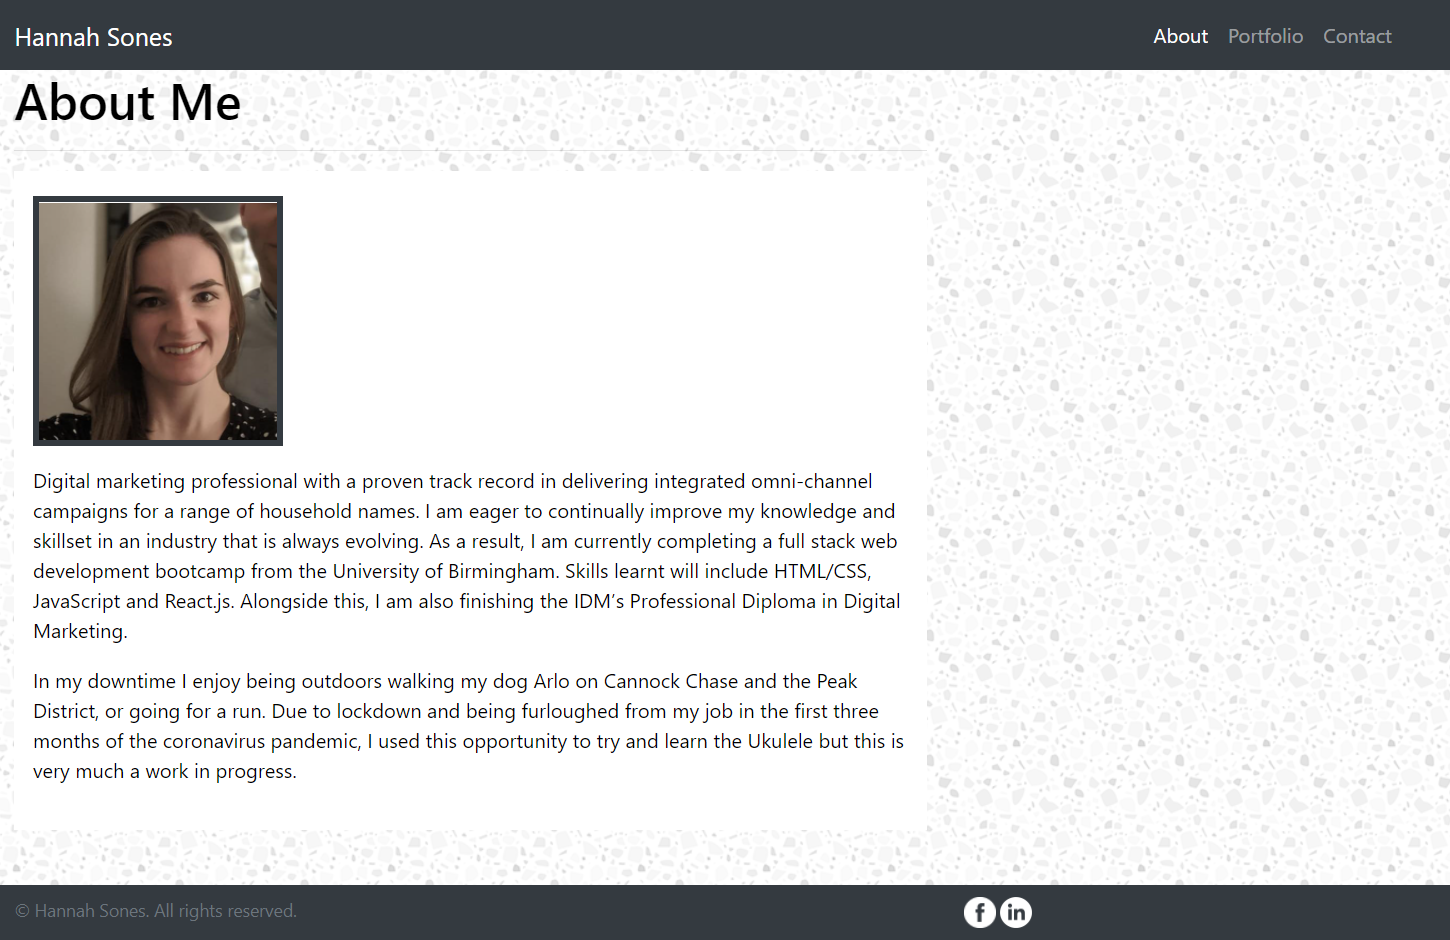 Hannah Sones
About Portfolio Contact
About Me
Digital marketing professional with a proven track record in delivering integrated omni-channel
campaigns for a range of household names. I am eager to continually improve my knowledge and
skillset in an industry that is always evolving. As a result, I am currently completing a full stack web
development bootcamp from the University of Birmingham. Skills learnt will include HTML/CSS,
JavaScript and React.js. Alongside this, I am also finishing the IDM’s Professional Diploma in Digital
Marketing.
In my downtime I enjoy being outdoors walking my dog Arlo on Cannock Chase and the Peak
District, or going for a run. Due to lockdown and being furloughed from my job in the first three
months of the coronavirus pandemic, I used this opportunity to try and learn the Ukulele but this is
very much a work in progress.
© Hannah Sones. All rights reserved.
f in